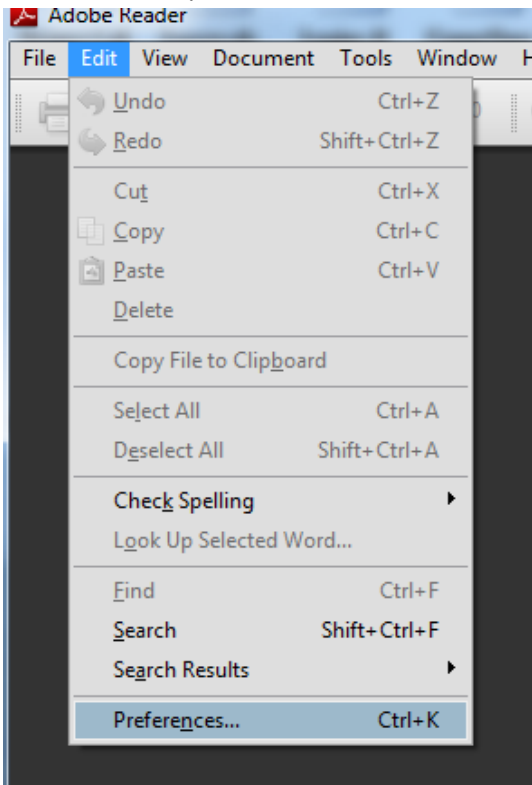 Adobe Reader
File Edit View Document Tools Window H
Undo Ctrl+Z
Redo Shift+Ctrl+Z
Cut Ctrl+X
Copy Ctrl+C
Paste Ctrl+V
Delete
Copy File to Clipboard
Select All Ctrl+A
Deselect All Shift+Ctrl+A
Check Spelling
Look Up Selected Word...
Find Ctrl+F
Search Shift+Ctrl+F
Search Results
Preferences... Ctrl+K